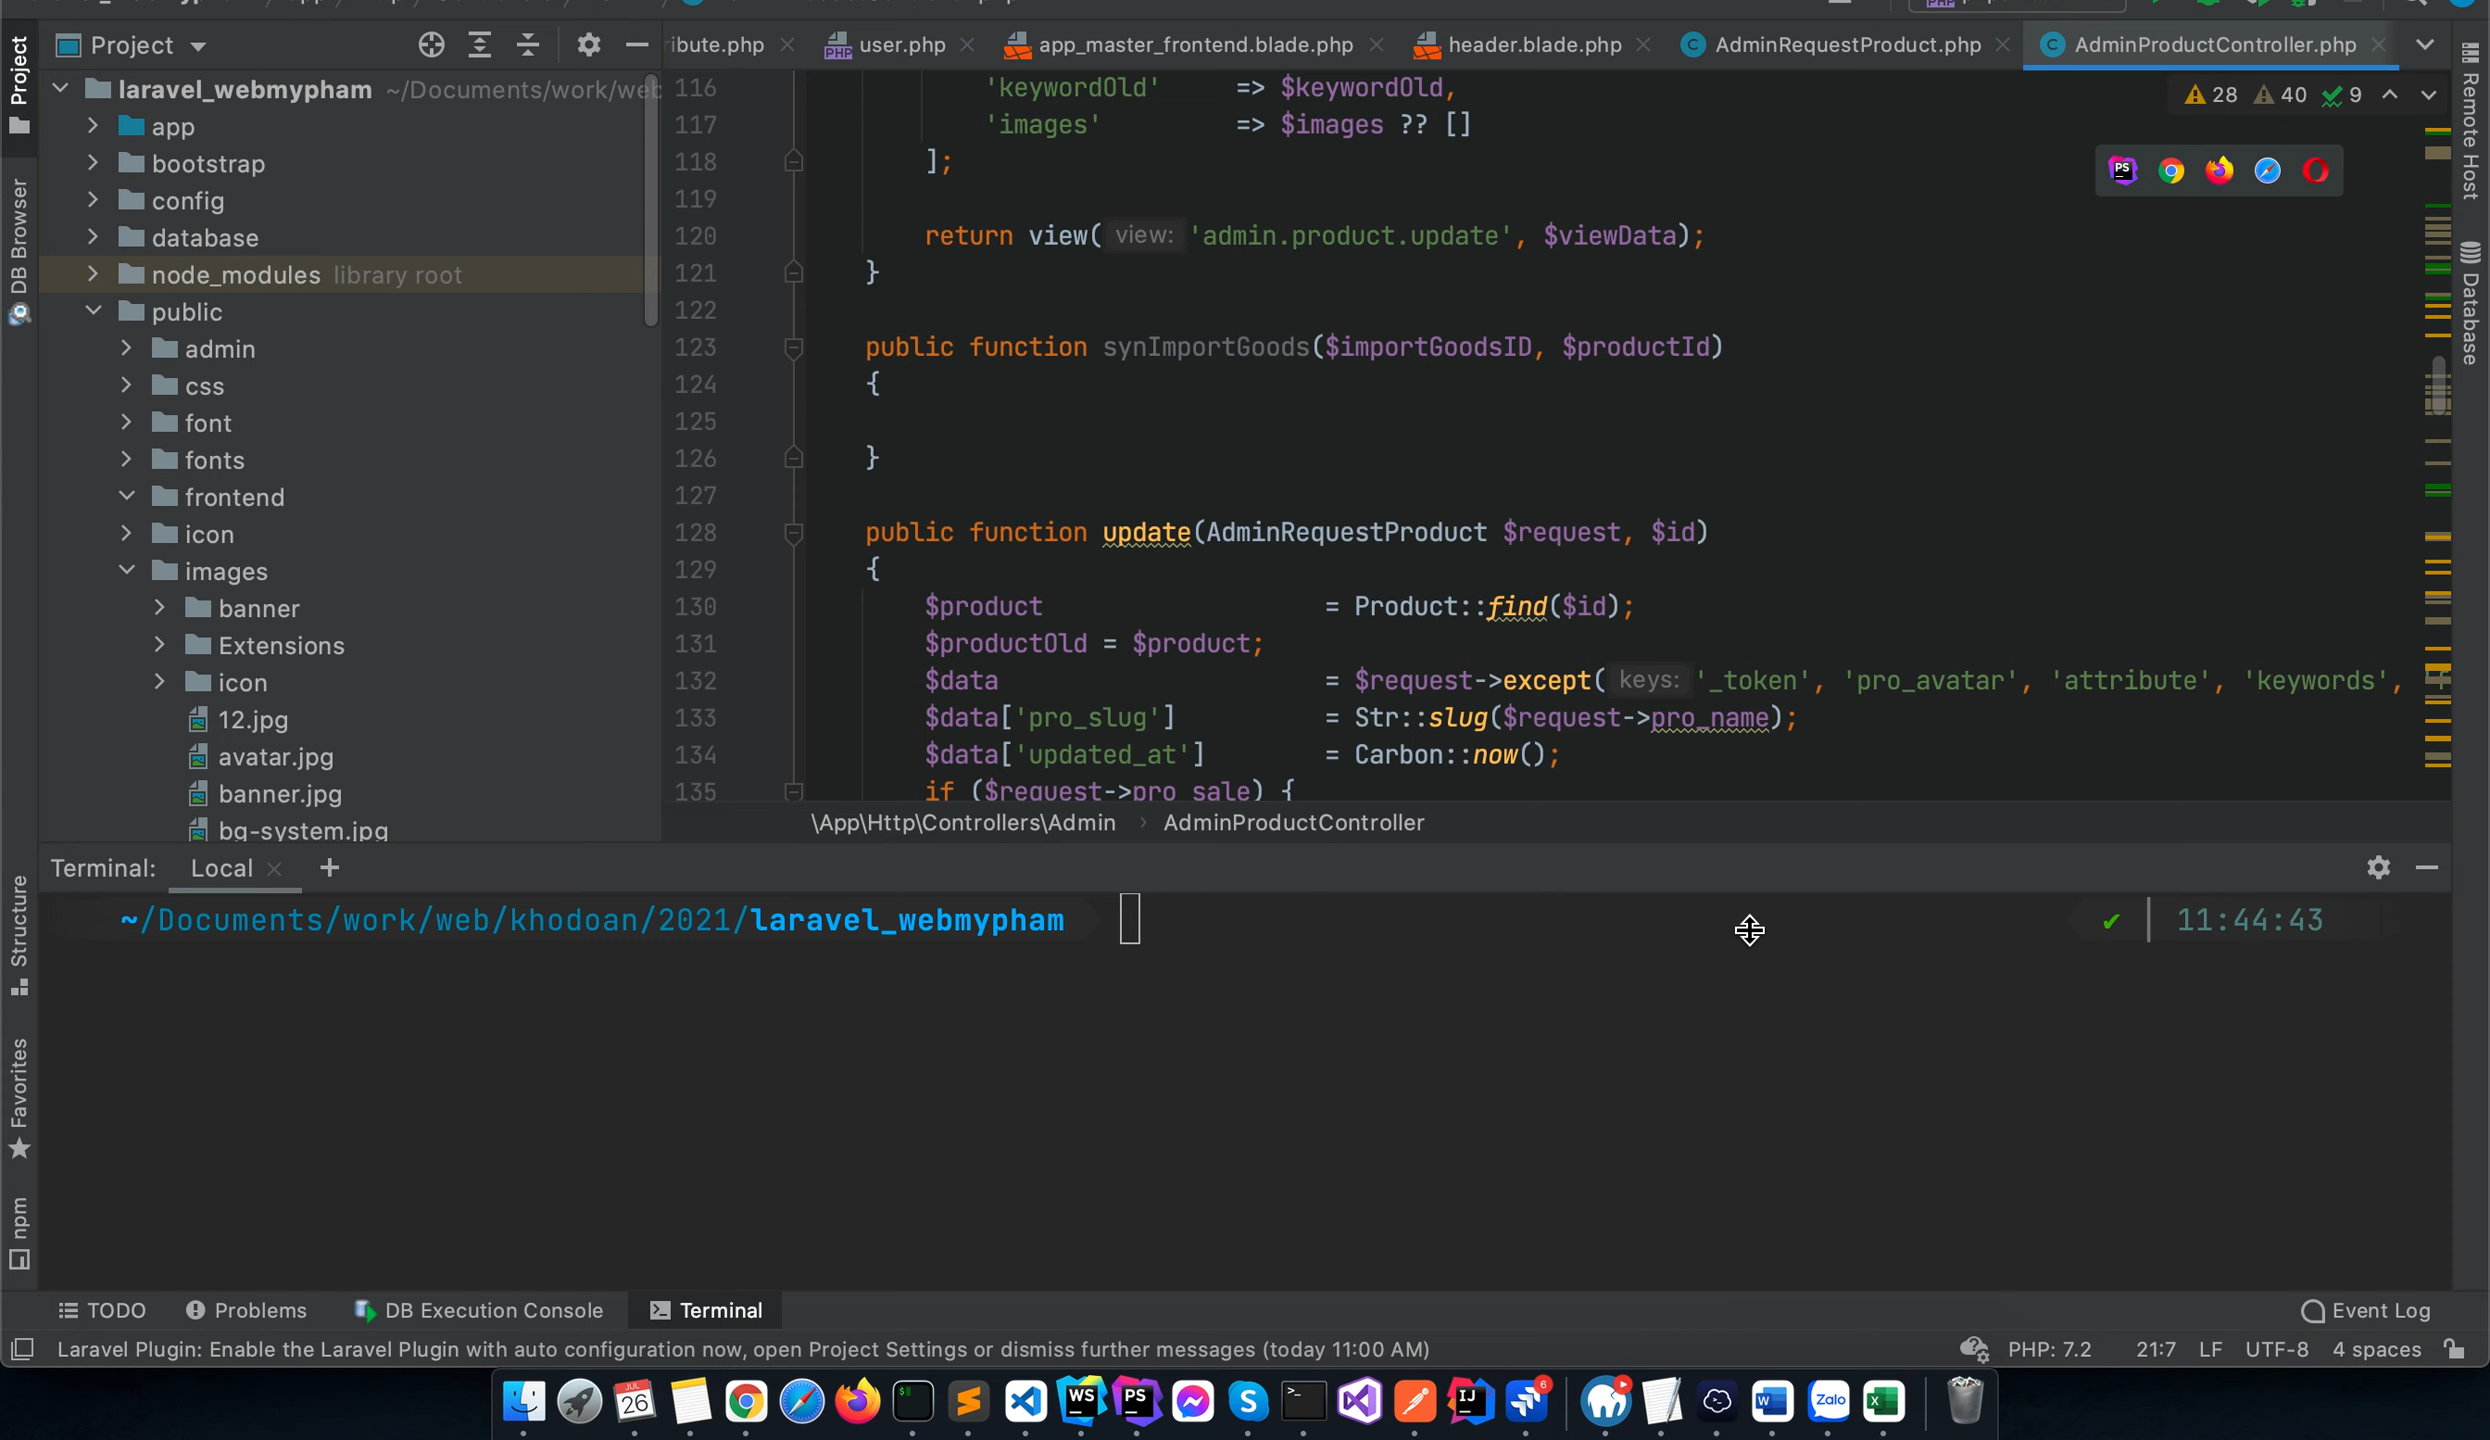 Project
ribute.php
user.php
app_master_frontend.blade.php
header.blade.php
AdminRequestProduct.php
AdminProductController.php
Project
DB Browser
Structure
Favorites
npm
Remote Host
Database
laravel_webmypham ~/Documents/work/web
app
bootstrap
config
database
node_modules library root
public
admin
css
font
fonts
frontend
icon
images
banner
Extensions
icon
12.jpg
avatar.jpg
banner.jpg
bg-system.jpg
28 40 9
116 'keywordOld' => $keywordOld,
117 'images' => $images ?? []
118 ];
119
120 return view( view: 'admin.product.update', $viewData);
121 }
122
123 public function synImportGoods($importGoodsID, $productId)
124 {
125
126 }
127
128 public function update(AdminRequestProduct $request, $id)
129 {
130 $product = Product::find($id);
131 $productOld = $product;
132 $data = $request->except( keys: '_token', 'pro_avatar', 'attribute', 'keywords',
133 $data['pro_slug'] = Str::slug($request->pro_name);
134 $data['updated_at'] = Carbon::now();
135 if ($request->pro_sale) {
\App\Http\Controllers\Admin › AdminProductController
Terminal: Local +
~/Documents/work/web/khodoan/2021/laravel_webmypham
✔ 11:44:43
TODO
Problems
DB Execution Console
Terminal
Event Log
Laravel Plugin: Enable the Laravel Plugin with auto configuration now, open Project Settings or dismiss further messages (today 11:00 AM)
PHP: 7.2 21:7 LF UTF-8 4 spaces
JUL
26
WS
PS
IJ
6
W
Zalo
X